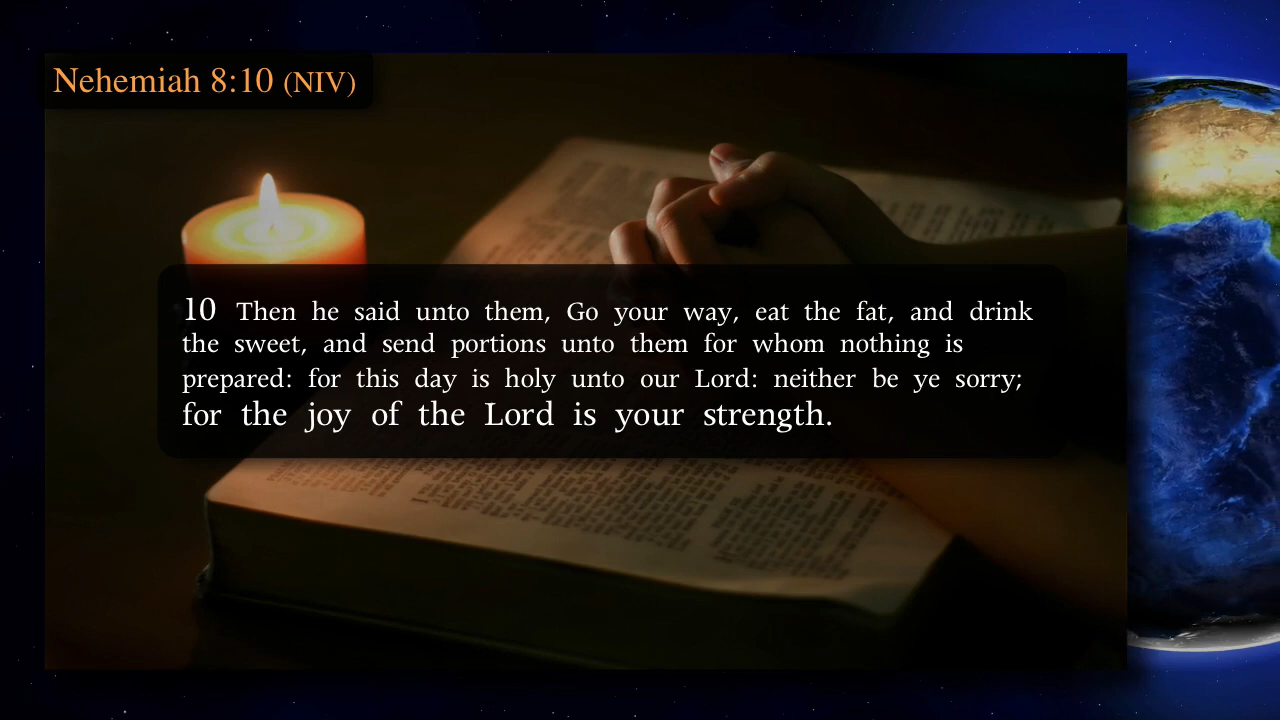 Nehemiah 8:10 (NIV)
10 Then he said unto them, Go your way, eat the fat, and drink
the sweet, and send portions unto them for whom nothing is
prepared: for this day is holy unto our Lord: neither be ye sorry;
for the joy of the Lord is your strength.